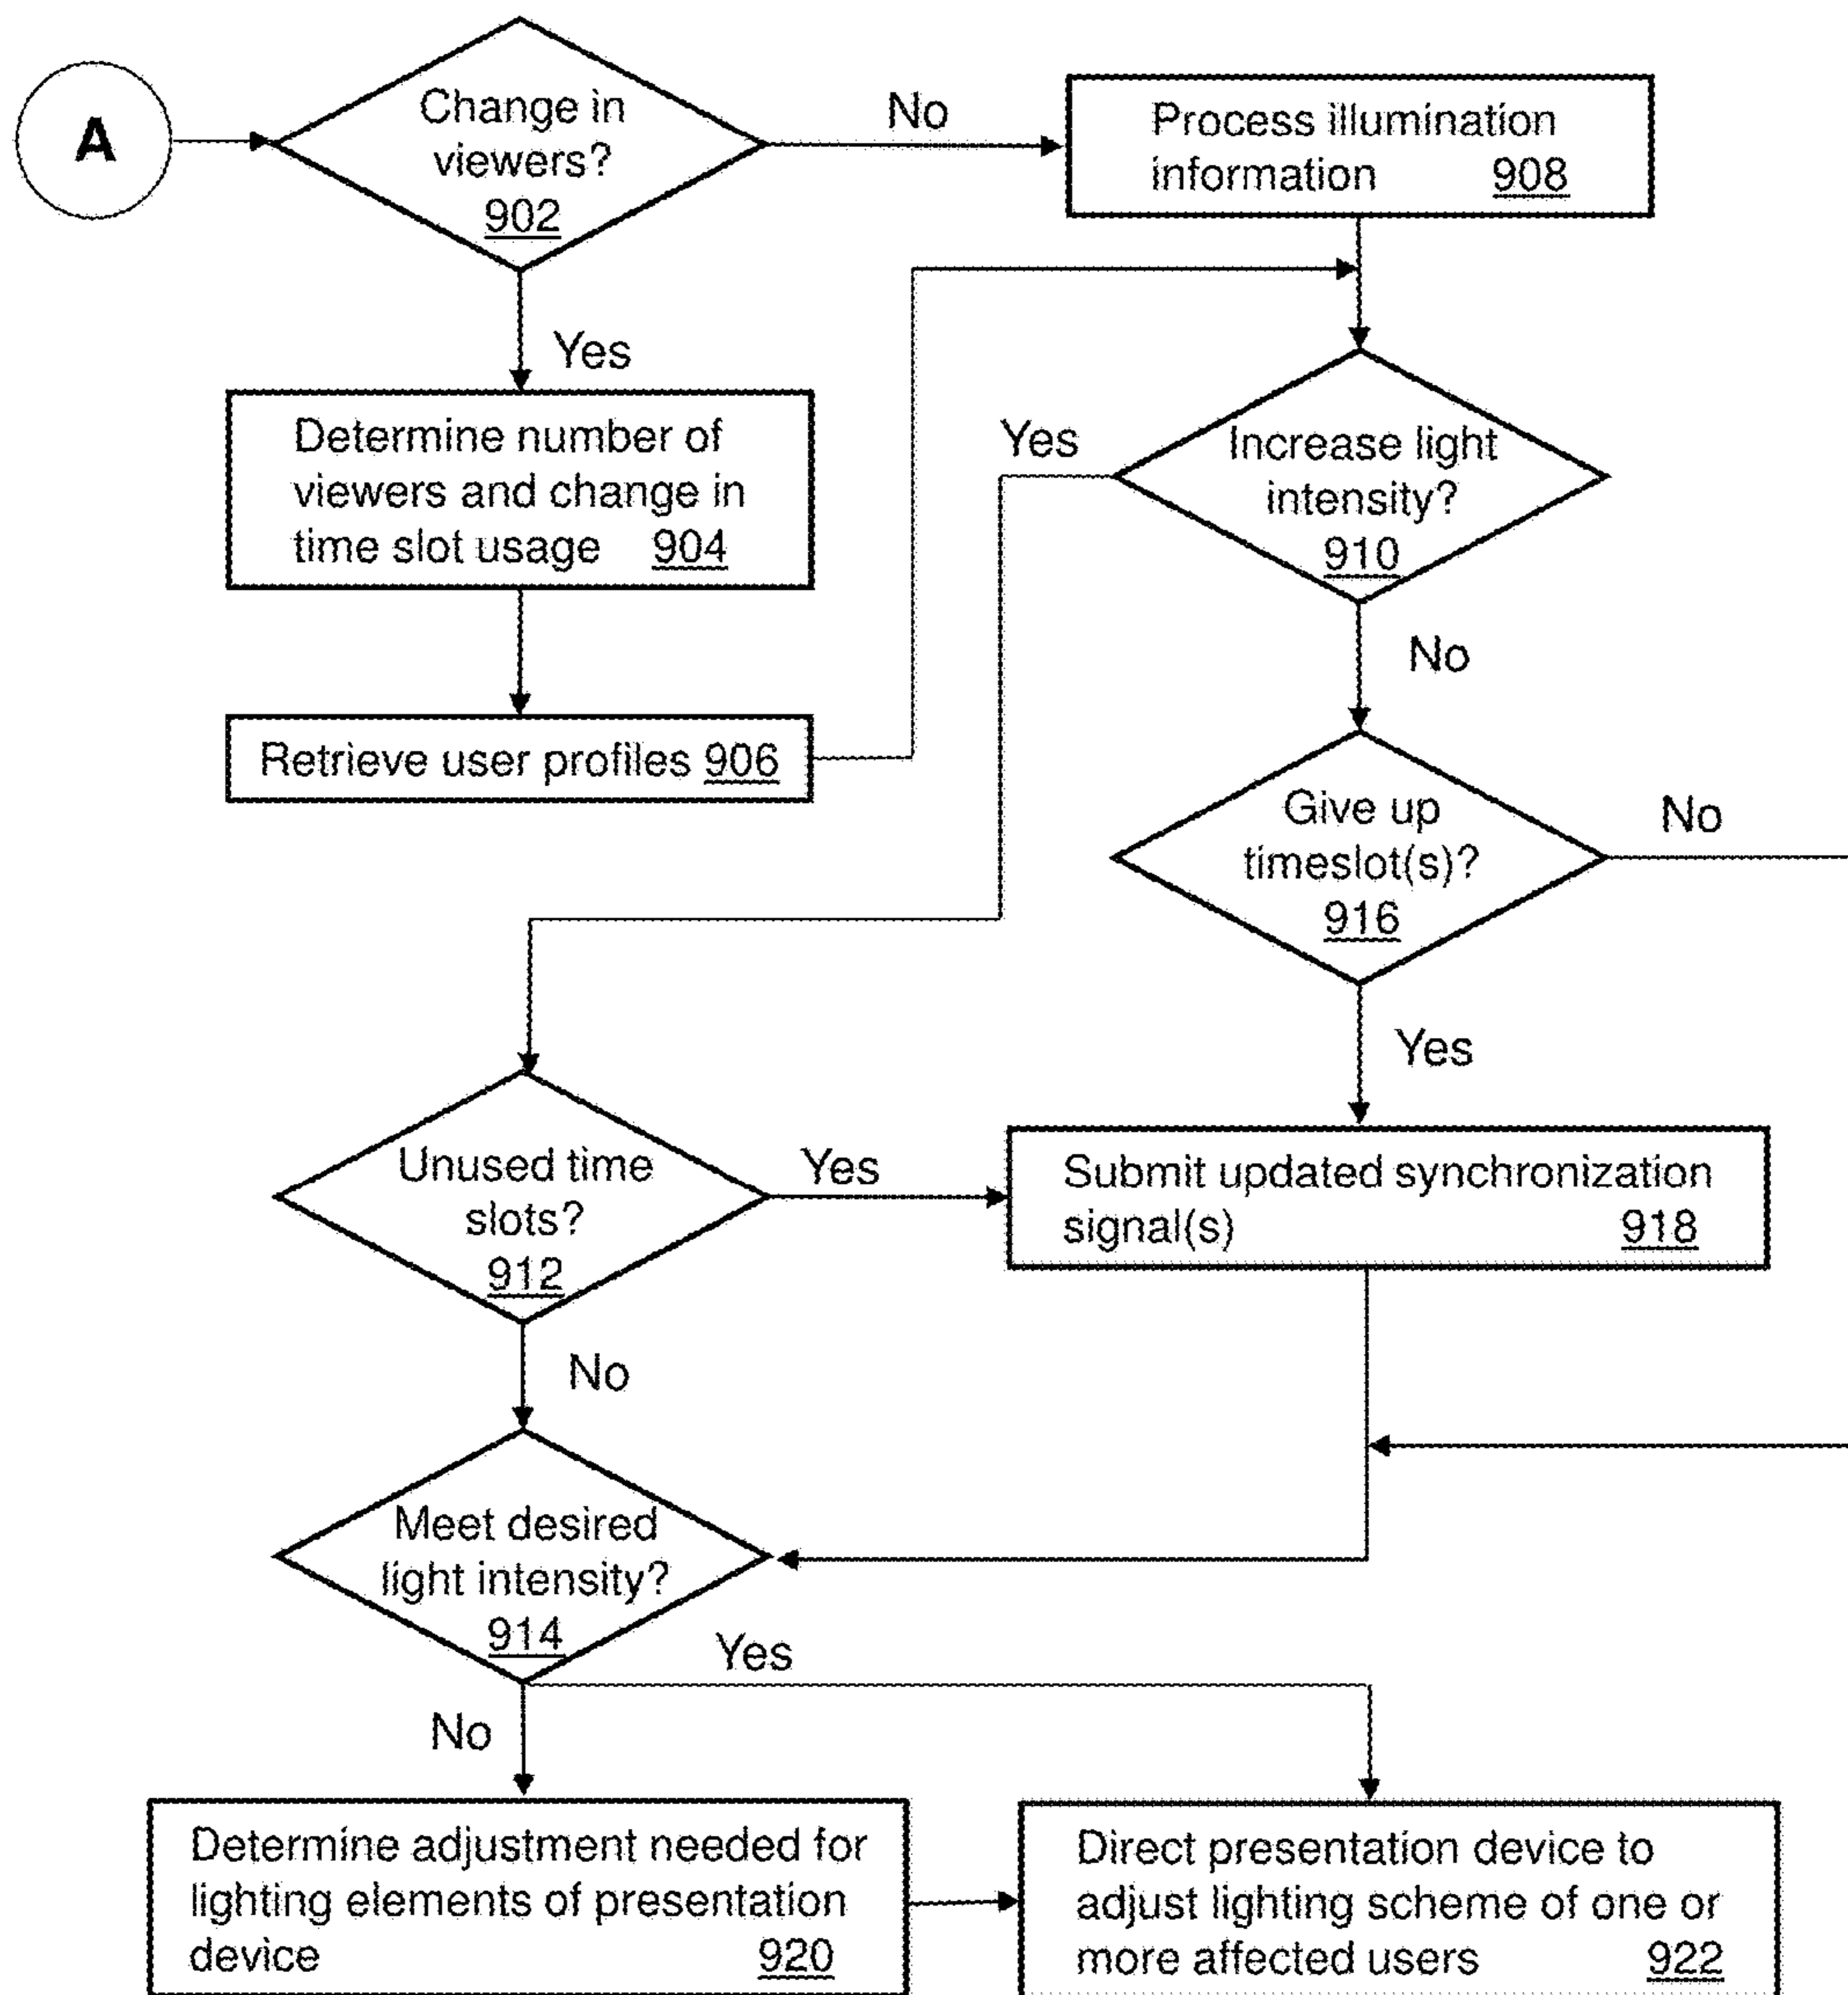 A
Change in
viewers?
902
No
Process illumination
information 908
Yes
Determine number of
viewers and change in
time slot usage 904
Retrieve user profiles 906
Yes
Increase light
intensity?
910
No
Give up
timeslot(s)?
916
No
Yes
Unused time
slots?
912
Yes
Submit updated synchronization
signal(s) 918
No
Meet desired
light intensity?
914
Yes
No
Determine adjustment needed for
lighting elements of presentation
device 920
Direct presentation device to
adjust lighting scheme of one or
more affected users 922